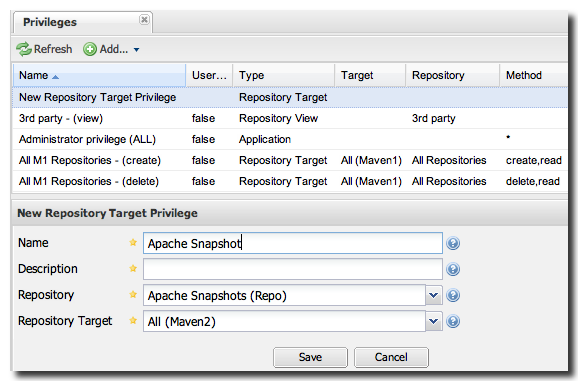 Privileges
Refresh Add...
Name User... Type Target Repository Method
New Repository Target Privilege Repository Target
3rd party - (view) false Repository View 3rd party
Administrator privilege (ALL) false Application *
All M1 Repositories - (create) false Repository Target All (Maven1) All Repositories create,read
All M1 Repositories - (delete) false Repository Target All (Maven1) All Repositories delete,read
New Repository Target Privilege
Name Apache Snapshot
Description
Repository Apache Snapshots (Repo)
Repository Target All (Maven2)
Save Cancel